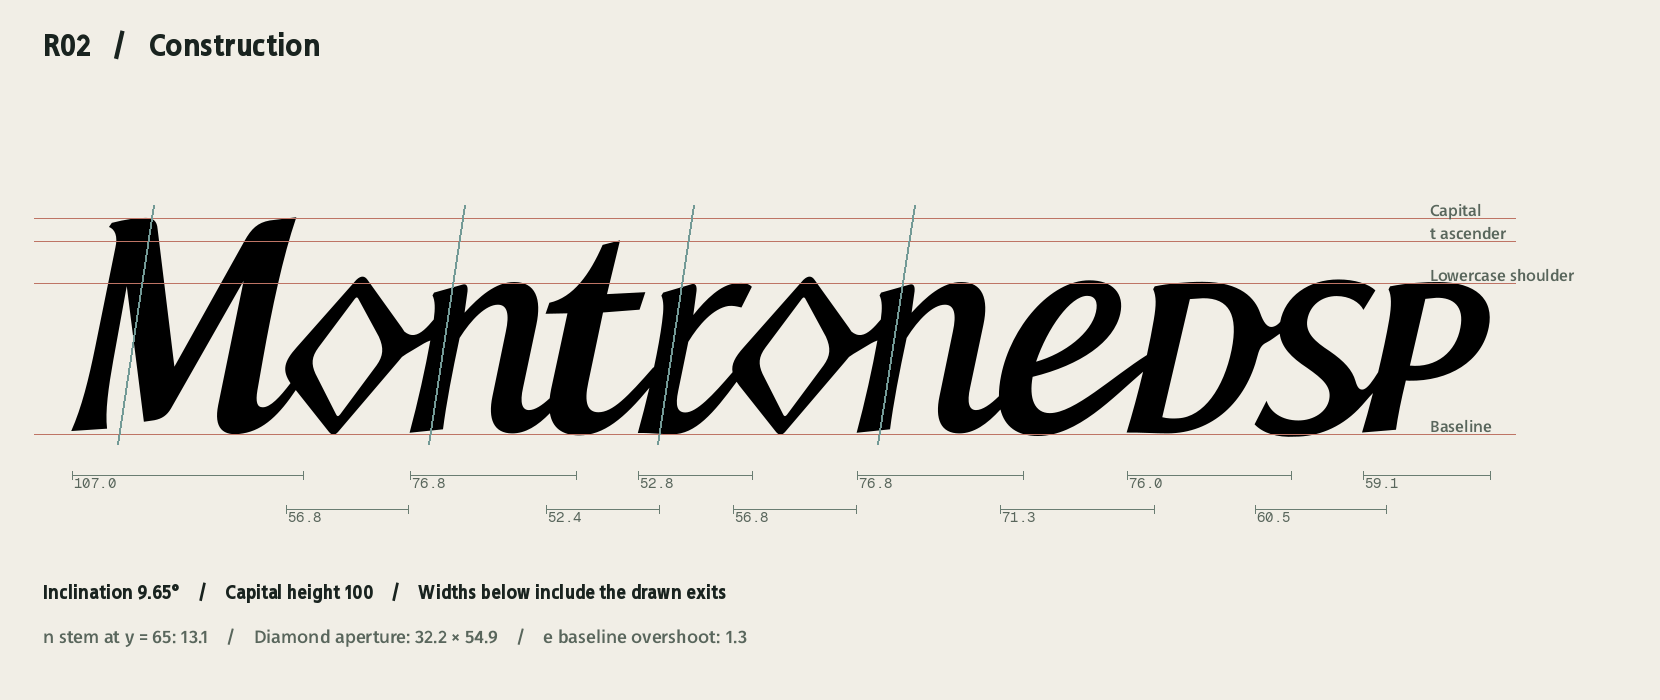 R02 / Construction
Capital
t ascender
Lowercase shoulder
MontroneDSP
Baseline
107.0 76.8 52.8 76.8 76.0 59.1
56.8 52.4 56.8 71.3 60.5
Inclination 9.65° / Capital height 100 / Widths below include the drawn exits
n stem at y = 65: 13.1 / Diamond aperture: 32.2 × 54.9 / e baseline overshoot: 1.3